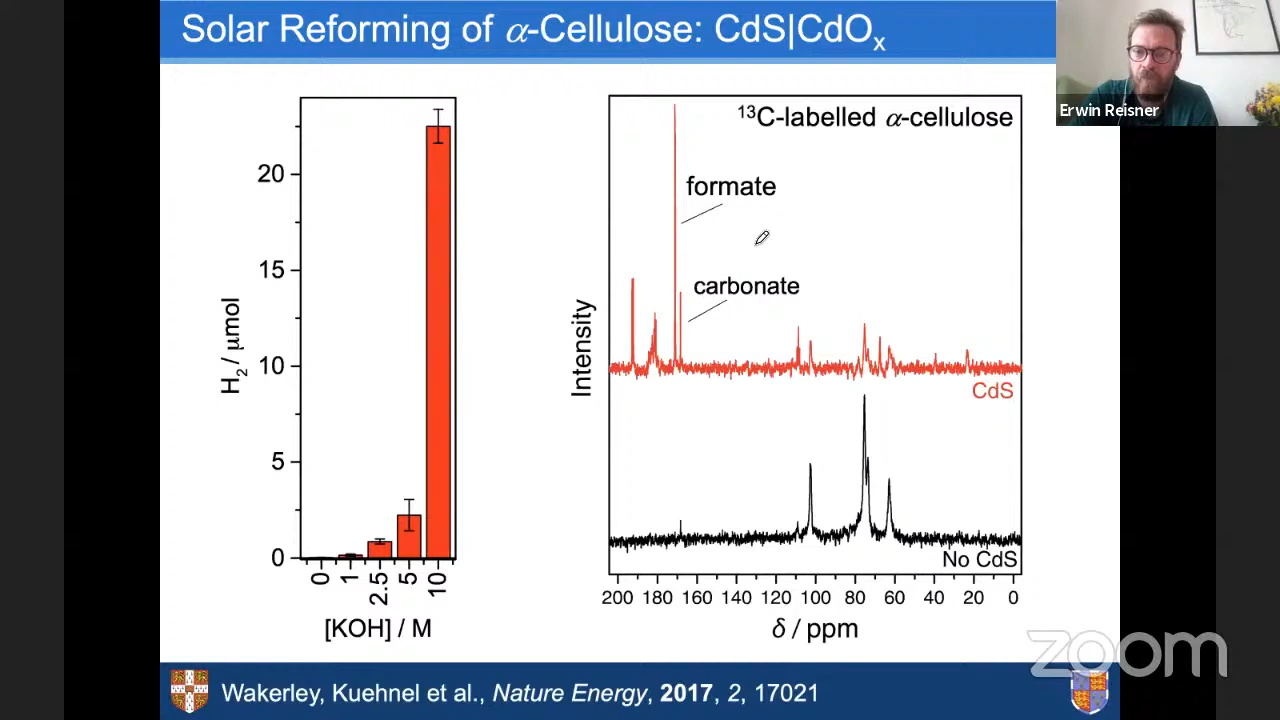 Solar Reforming of α-Cellulose: CdS|CdOx
Erwin Reisner
20
15
10
5
0
H2 / μmol
0
1
2.5
5
10
[KOH] / M
13C-labelled α-cellulose
formate
carbonate
CdS
No CdS
Intensity
200 180 160 140 120 100 80 60 40 20 0
δ / ppm
zoom
Wakerley, Kuehnel et al., Nature Energy, 2017, 2, 17021